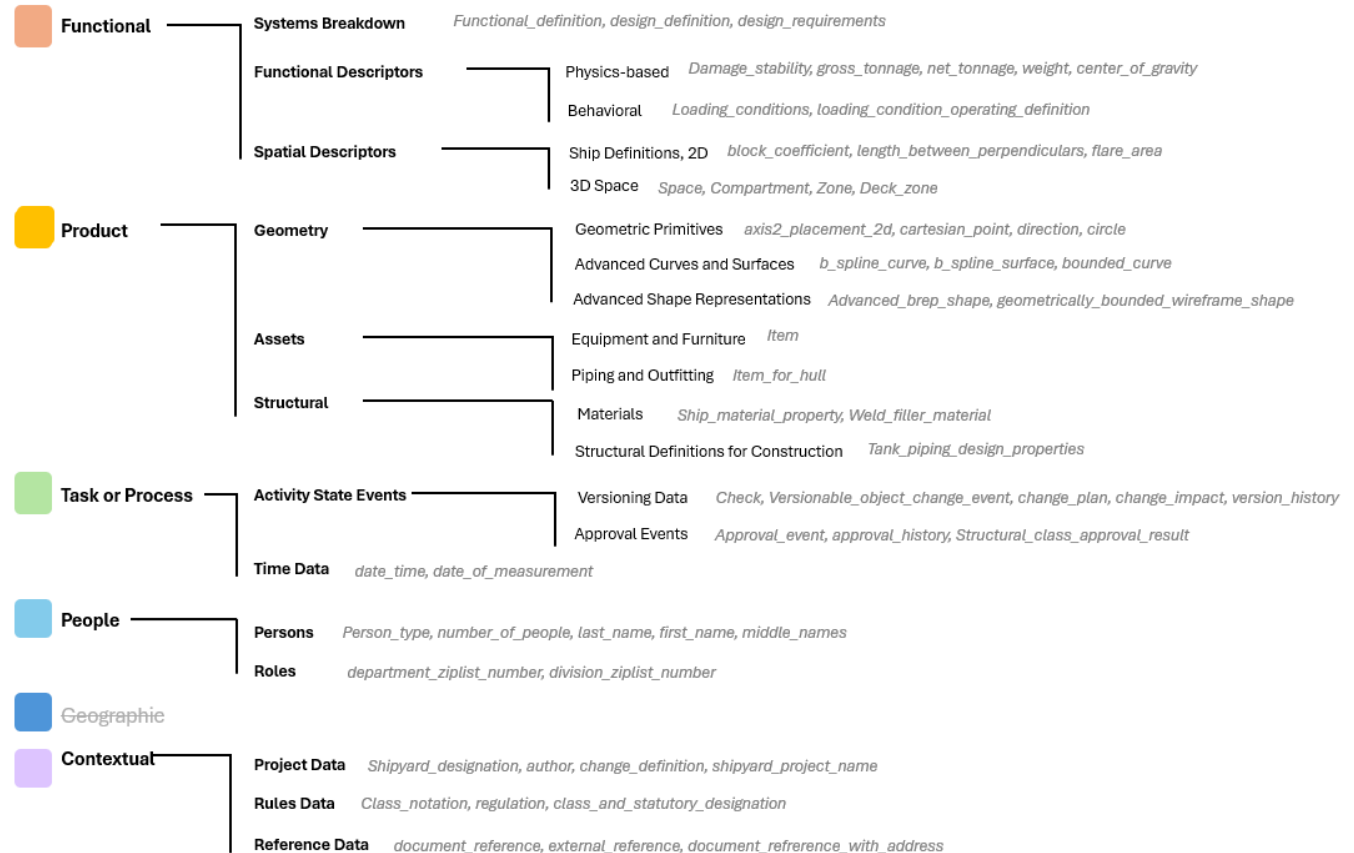 Functional
Systems Breakdown Functional_definition, design_definition, design_requirements
Functional Descriptors
Physics-based Damage_stability, gross_tonnage, net_tonnage, weight, center_of_gravity
Behavioral Loading_conditions, loading_condition_operating_definition
Spatial Descriptors
Ship Definitions, 2D block_coefficient, length_between_perpendiculars, flare_area
3D Space Space, Compartment, Zone, Deck_zone
Product
Geometry
Geometric Primitives axis2_placement_2d, cartesian_point, direction, circle
Advanced Curves and Surfaces b_spline_curve, b_spline_surface, bounded_curve
Advanced Shape Representations Advanced_brep_shape, geometrically_bounded_wireframe_shape
Assets
Equipment and Furniture Item
Piping and Outfitting Item_for_hull
Structural
Materials Ship_material_property, Weld_filler_material
Structural Definitions for Construction Tank_piping_design_properties
Task or Process
Activity State Events
Versioning Data Check, Versionable_object_change_event, change_plan, change_impact, version_history
Approval Events Approval_event, approval_history, Structural_class_approval_result
Time Data date_time, date_of_measurement
People
Persons Person_type, number_of_people, last_name, first_name, middle_names
Roles department_ziplist_number, division_ziplist_number
Geographic
Contextual
Project Data Shipyard_designation, author, change_definition, shipyard_project_name
Rules Data Class_notation, regulation, class_and_statutory_designation
Reference Data document_reference, external_reference, document_refrerence_with_address